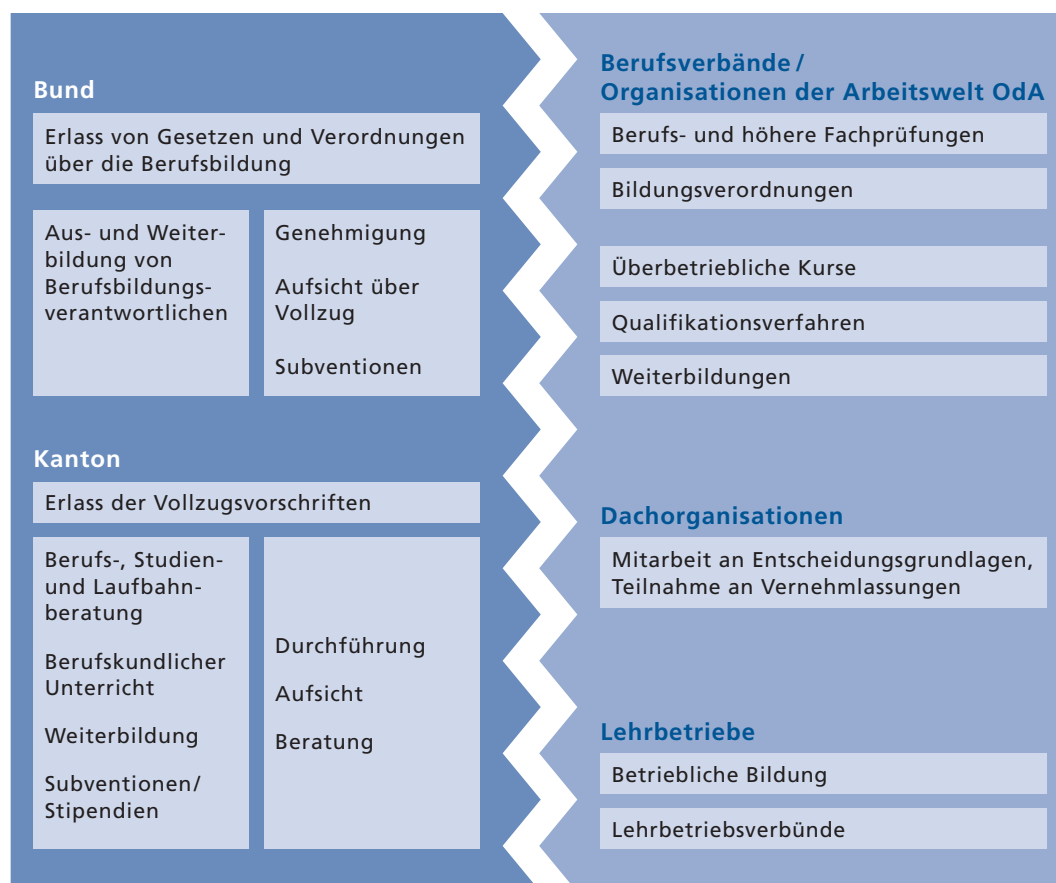 Bund
Erlass von Gesetzen und Verordnungen
über die Berufsbildung
Aus- und Weiter-
bildung von
Berufsbildungs-
verantwortlichen
Genehmigung
Aufsicht über
Vollzug
Subventionen
Kanton
Erlass der Vollzugsvorschriften
Berufs-, Studien-
und Laufbahn-
beratung
Berufskundlicher
Unterricht
Weiterbildung
Subventionen/
Stipendien
Durchführung
Aufsicht
Beratung
Berufsverbände/
Organisationen der Arbeitswelt OdA
Berufs- und höhere Fachprüfungen
Bildungsverordnungen
Überbetriebliche Kurse
Qualifikationsverfahren
Weiterbildungen
Dachorganisationen
Mitarbeit an Entscheidungsgrundlagen,
Teilnahme an Vernehmlassungen
Lehrbetriebe
Betriebliche Bildung
Lehrbetriebsverbünde